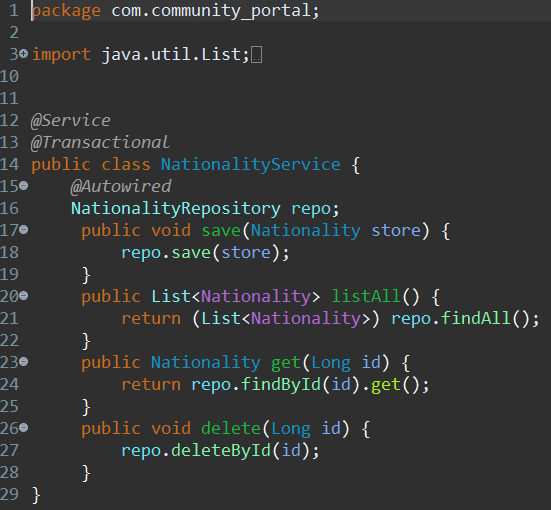 1 package com.community_portal;
2
3 import java.util.List;
10
11
12 @Service
13 @Transactional
14 public class NationalityService {
15     @Autowired
16     NationalityRepository repo;
17      public void save(Nationality store) {
18          repo.save(store);
19      }
20      public List<Nationality> listAll() {
21          return (List<Nationality>) repo.findAll();
22      }
23      public Nationality get(Long id) {
24          return repo.findById(id).get();
25      }
26      public void delete(Long id) {
27          repo.deleteById(id);
28      }
29 }